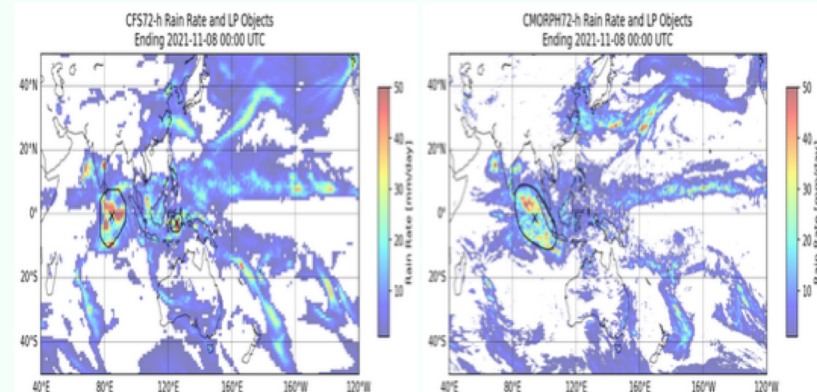 CFS72-h Rain Rate and LP Objects
Ending 2021-11-08 00:00 UTC
40°N
20°N
0°
20°S
40°S
40°E 80°E 120°E 160°E 160°W 120°W
50
40
30
20
10
Rain Rate [mm/day]
CMORPH72-h Rain Rate and LP Objects
Ending 2021-11-08 00:00 UTC
40°N
20°N
0°
20°S
40°S
40°E 80°E 120°E 160°E 160°W 120°W
50
40
30
20
10
Rain Rate [mm/day]